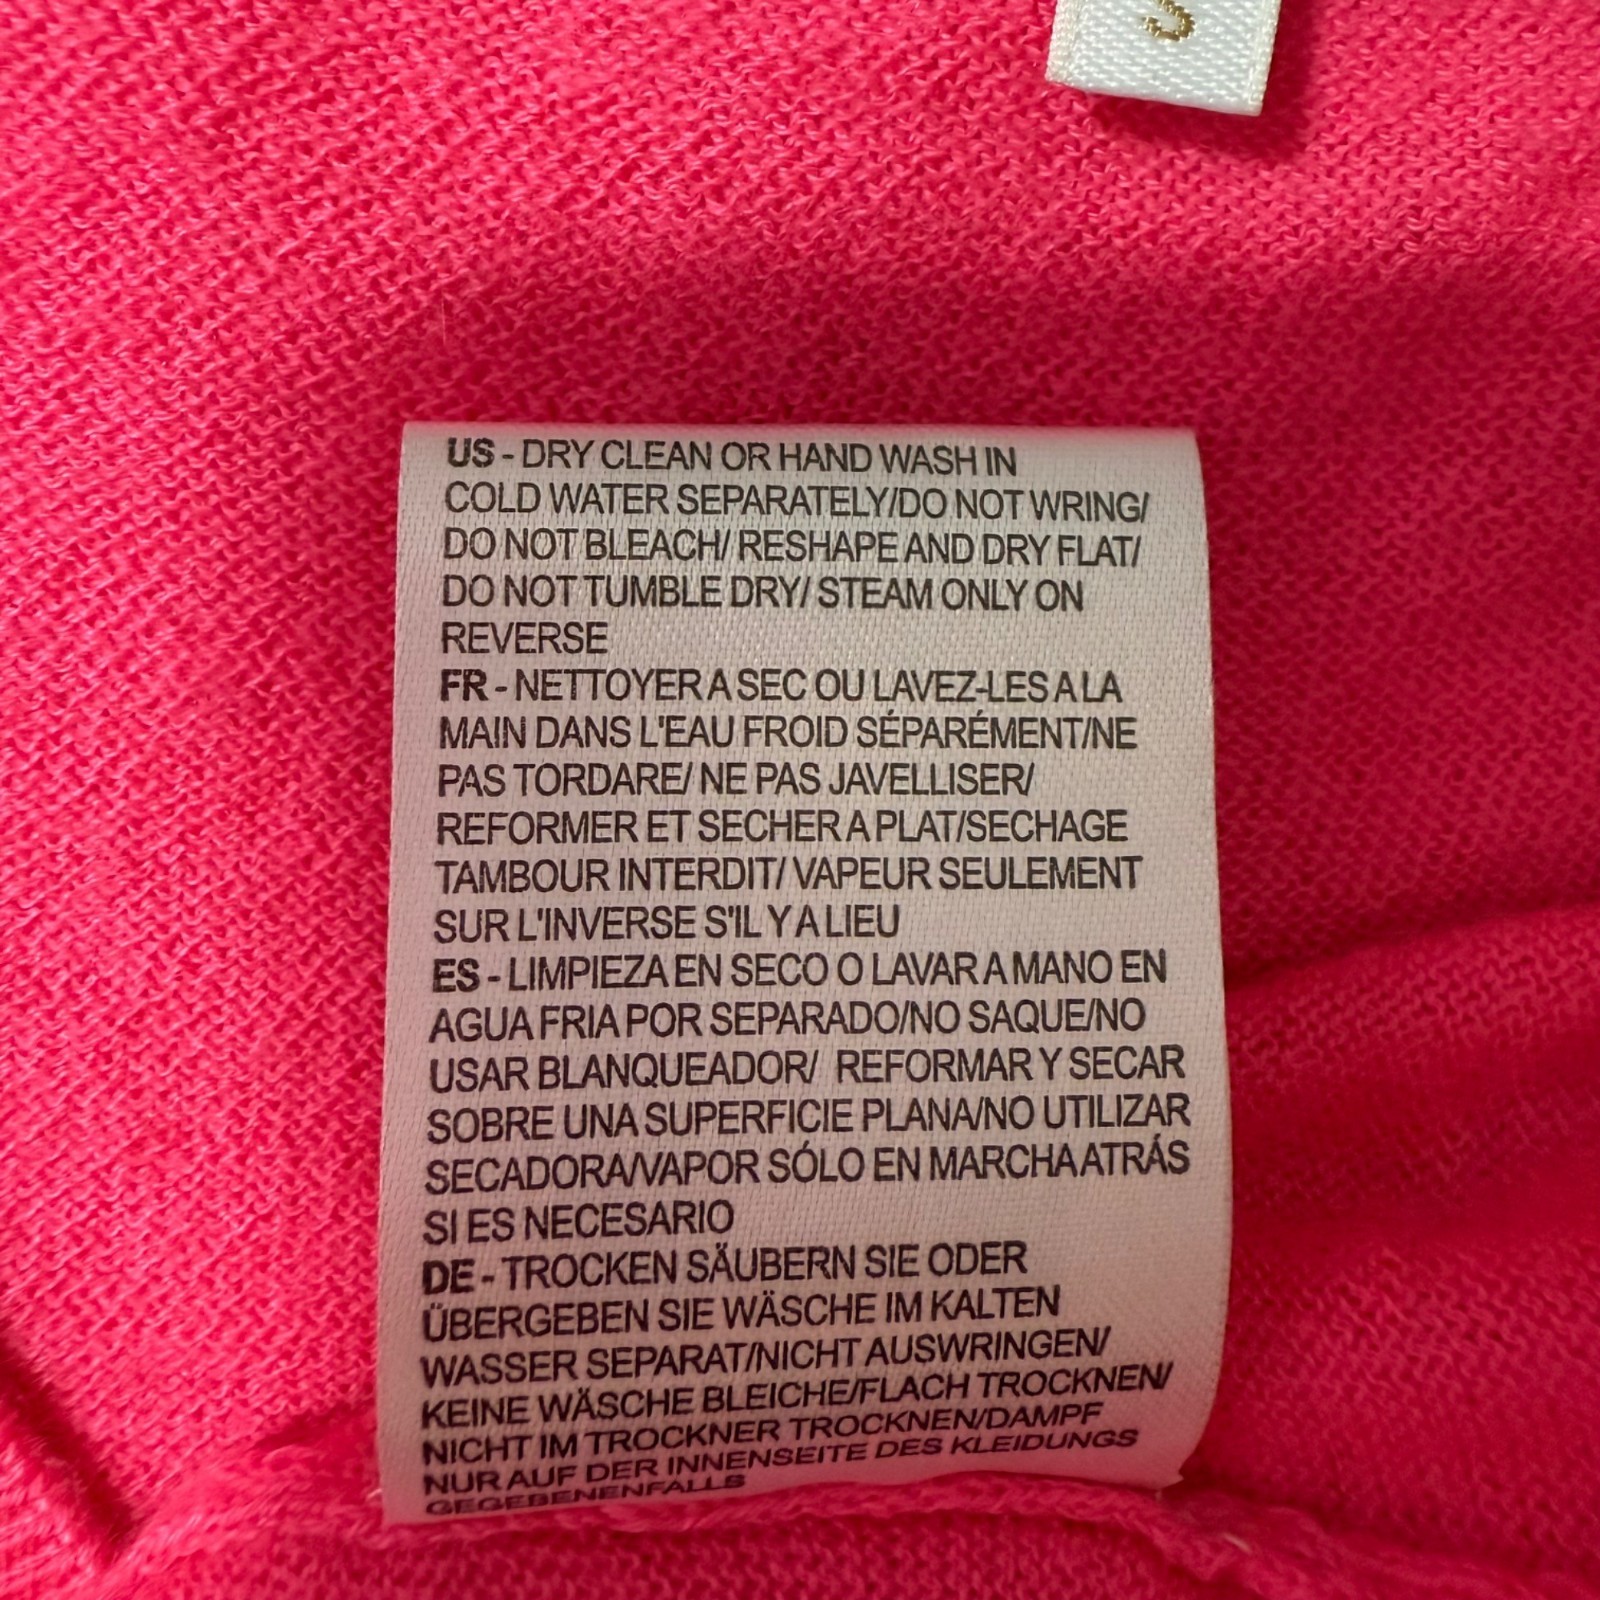 S
US - DRY CLEAN OR HAND WASH IN
COLD WATER SEPARATELY/DO NOT WRING/
DO NOT BLEACH/ RESHAPE AND DRY FLAT/
DO NOT TUMBLE DRY/ STEAM ONLY ON
REVERSE
FR - NETTOYER A SEC OU LAVEZ-LES A LA
MAIN DANS L'EAU FROID SÉPARÉMENT/NE
PAS TORDARE/ NE PAS JAVELLISER/
REFORMER ET SECHER A PLAT/SECHAGE
TAMBOUR INTERDIT/ VAPEUR SEULEMENT
SUR L'INVERSE S'IL Y A LIEU
ES - LIMPIEZA EN SECO O LAVAR A MANO EN
AGUA FRIA POR SEPARADO/NO SAQUE/NO
USAR BLANQUEADOR/ REFORMAR Y SECAR
SOBRE UNA SUPERFICIE PLANA/NO UTILIZAR
SECADORA/VAPOR SÓLO EN MARCHA ATRÁS
SI ES NECESARIO
DE - TROCKEN SÄUBERN SIE ODER
ÜBERGEBEN SIE WÄSCHE IM KALTEN
WASSER SEPARAT/NICHT AUSWRINGEN/
KEINE WÄSCHE BLEICHE/FLACH TROCKNEN/
NICHT IM TROCKNER TROCKNEN/DAMPF
NUR AUF DER INNENSEITE DES KLEIDUNGS
GEGEBENENFALLS